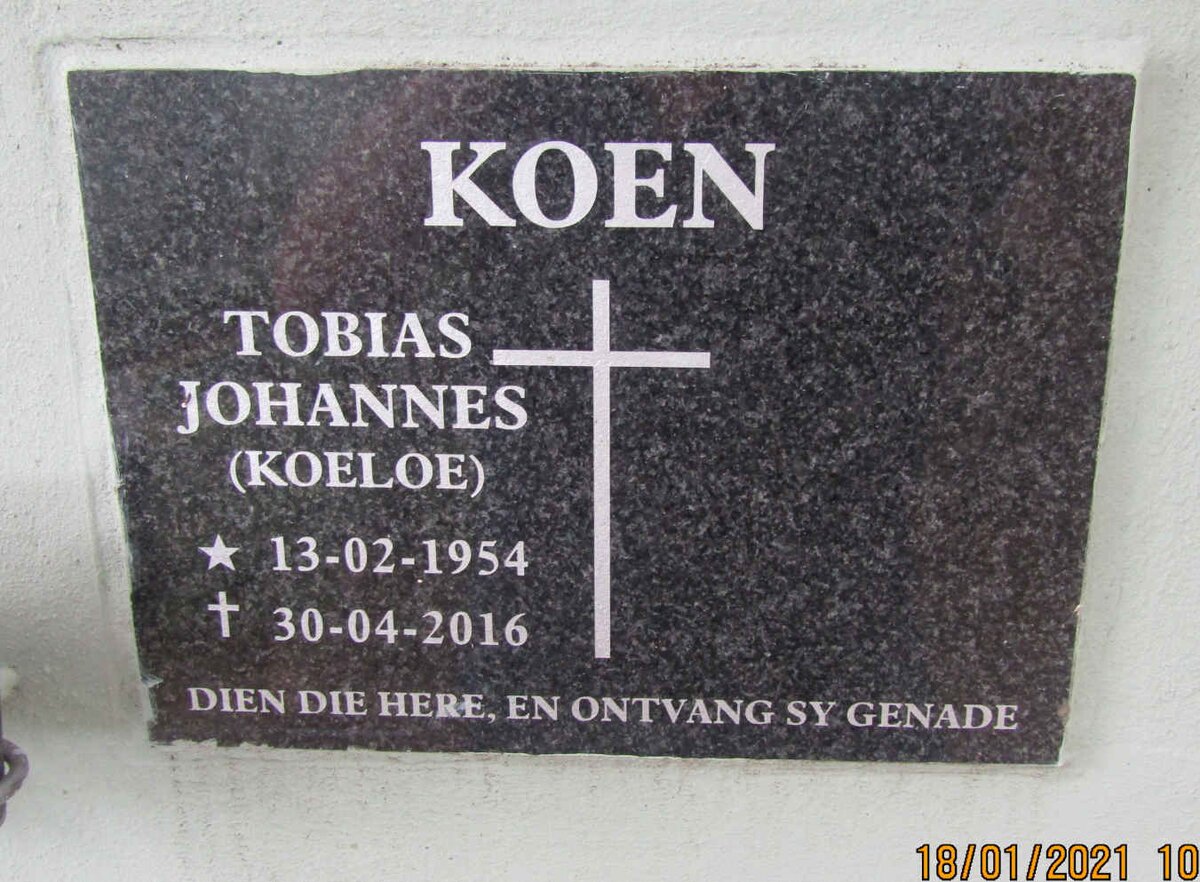 KOEN
TOBIAS
JOHANNES
(KOELOE)
★ 13-02-1954
✝ 30-04-2016
DIEN DIE HERE, EN ONTVANG SY GENADE
18/01/2021 10